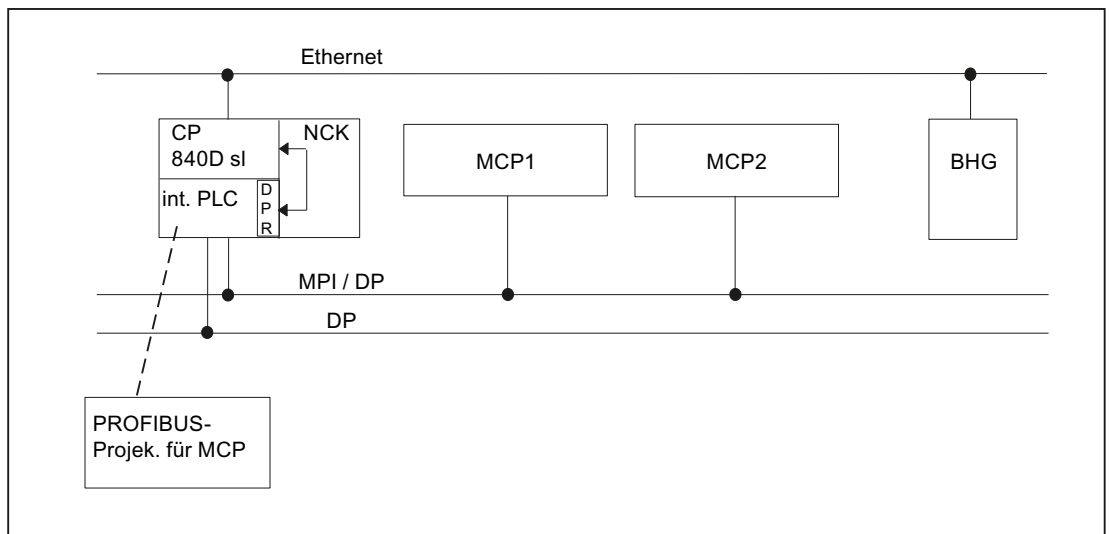 Ethernet
CP
840D sl
NCK
int. PLC
D
P
R
MCP1
MCP2
BHG
MPI / DP
DP
PROFIBUS-
Projek. für MCP